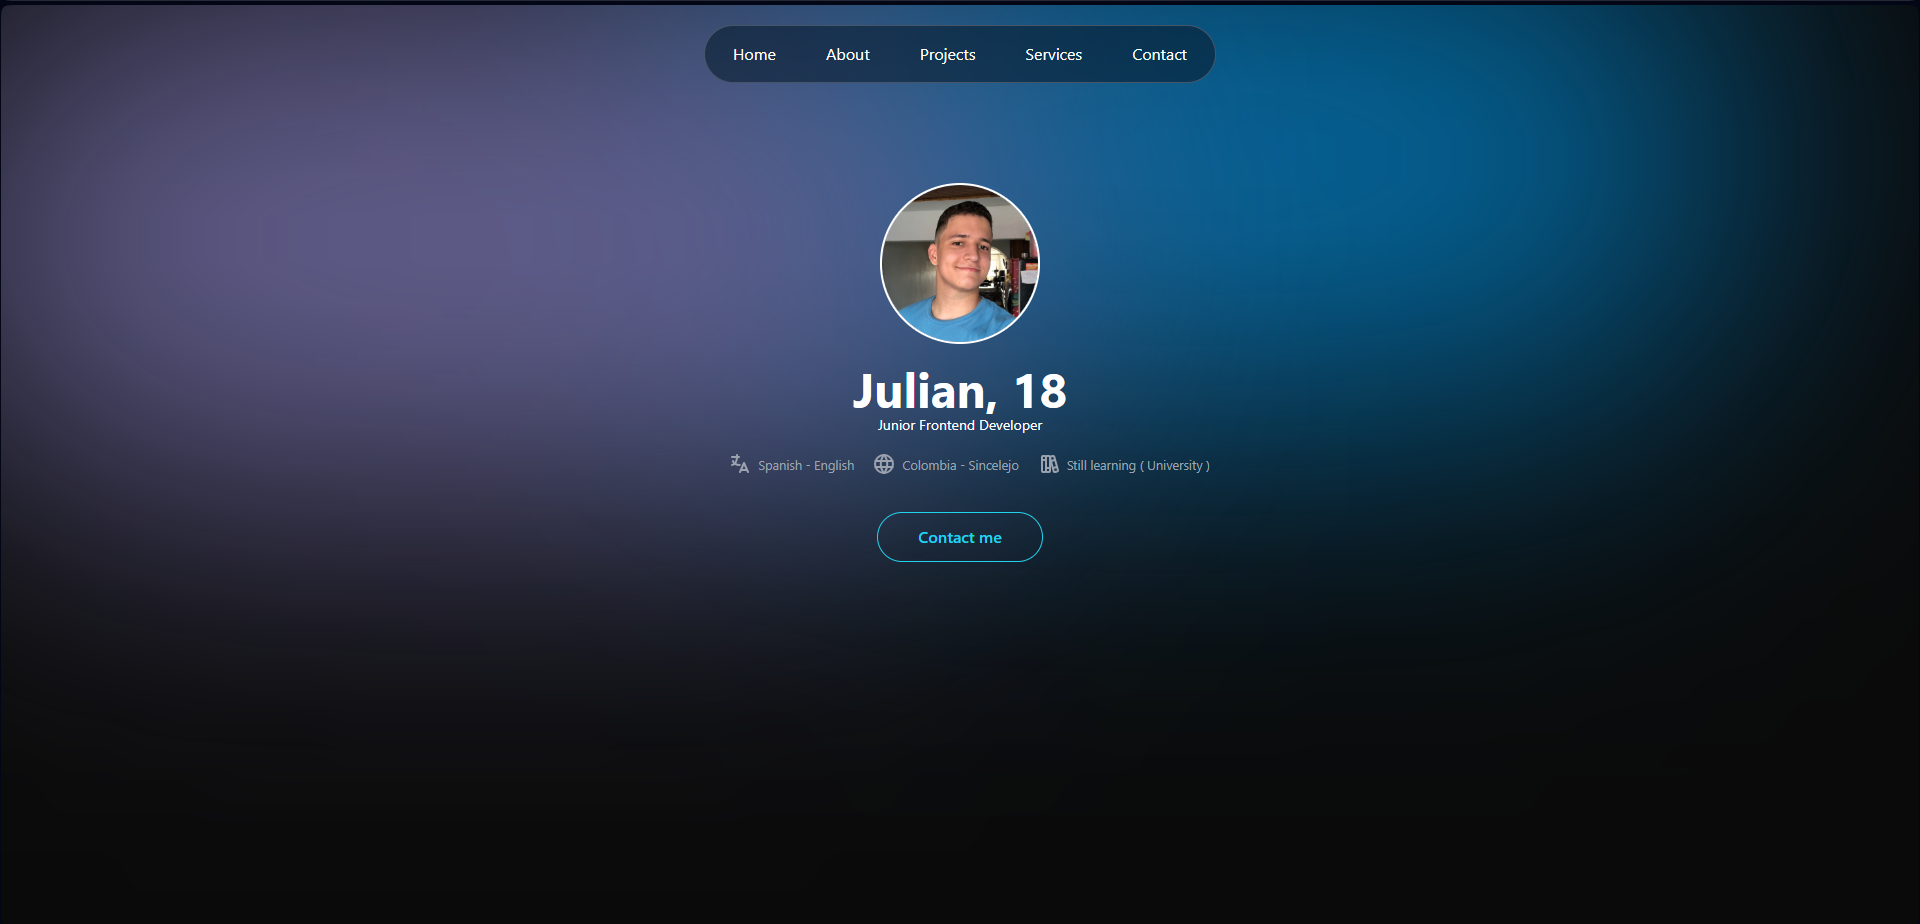 Home About Projects Services Contact
Julian, 18
Junior Frontend Developer
Spanish - English Colombia - Sincelejo Still learning ( University )
Contact me